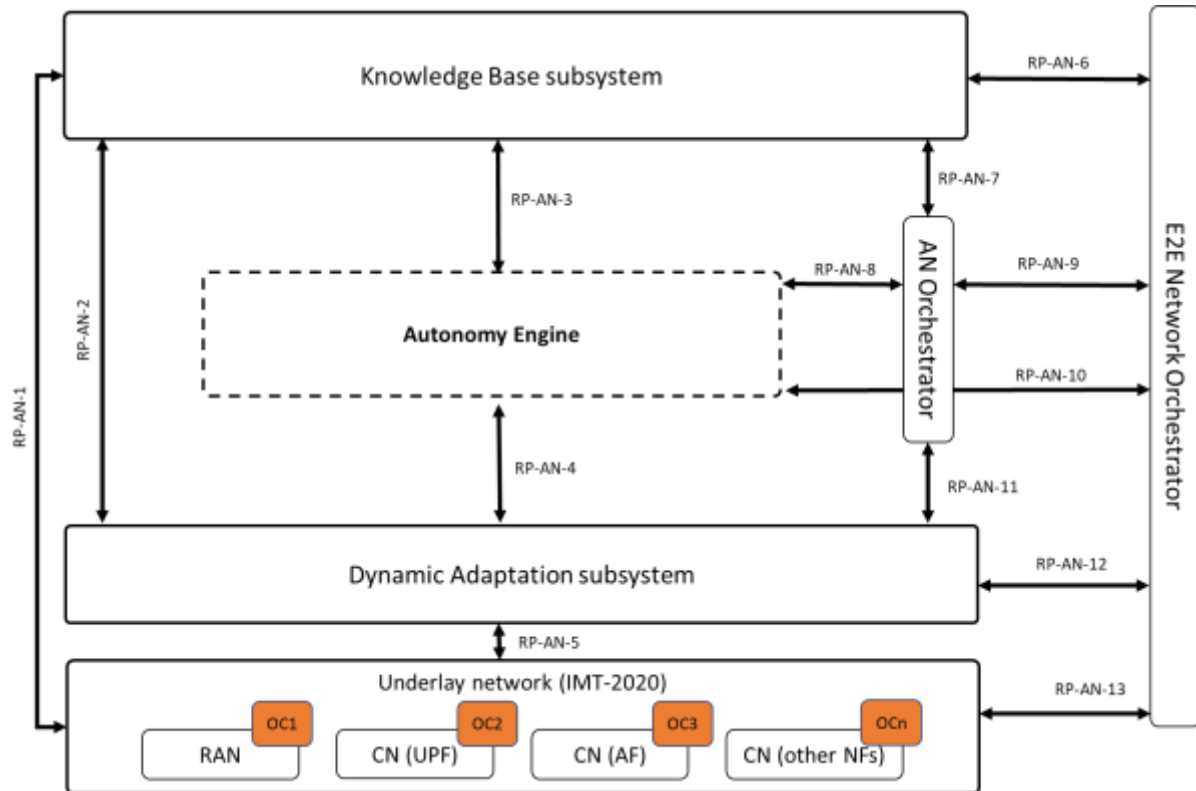 Knowledge Base subsystem
RP-AN-6
RP-AN-7
RP-AN-3
RP-AN-8
RP-AN-9
AN Orchestrator
E2E Network Orchestrator
RP-AN-2
Autonomy Engine
RP-AN-1
RP-AN-10
RP-AN-4
RP-AN-11
Dynamic Adaptation subsystem
RP-AN-12
RP-AN-5
Underlay network (IMT-2020)
RP-AN-13
OC1
OC2
OC3
OCn
RAN
CN (UPF)
CN (AF)
CN (other NFs)